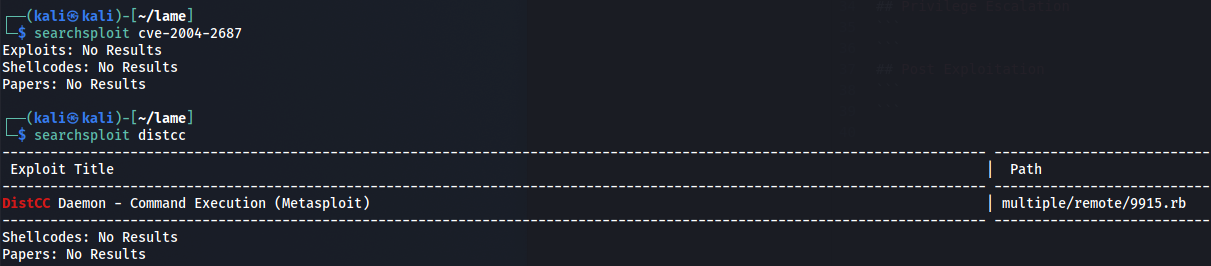 ┌──(kali㉿kali)-[~/lame]
└─$ searchsploit cve-2004-2687
Exploits: No Results
Shellcodes: No Results
Papers: No Results
┌──(kali㉿kali)-[~/lame]
└─$ searchsploit distcc
Exploit Title | Path
DistCC Daemon - Command Execution (Metasploit) | multiple/remote/9915.rb
Shellcodes: No Results
Papers: No Results
## Privilege Escalation
## Post Exploitation